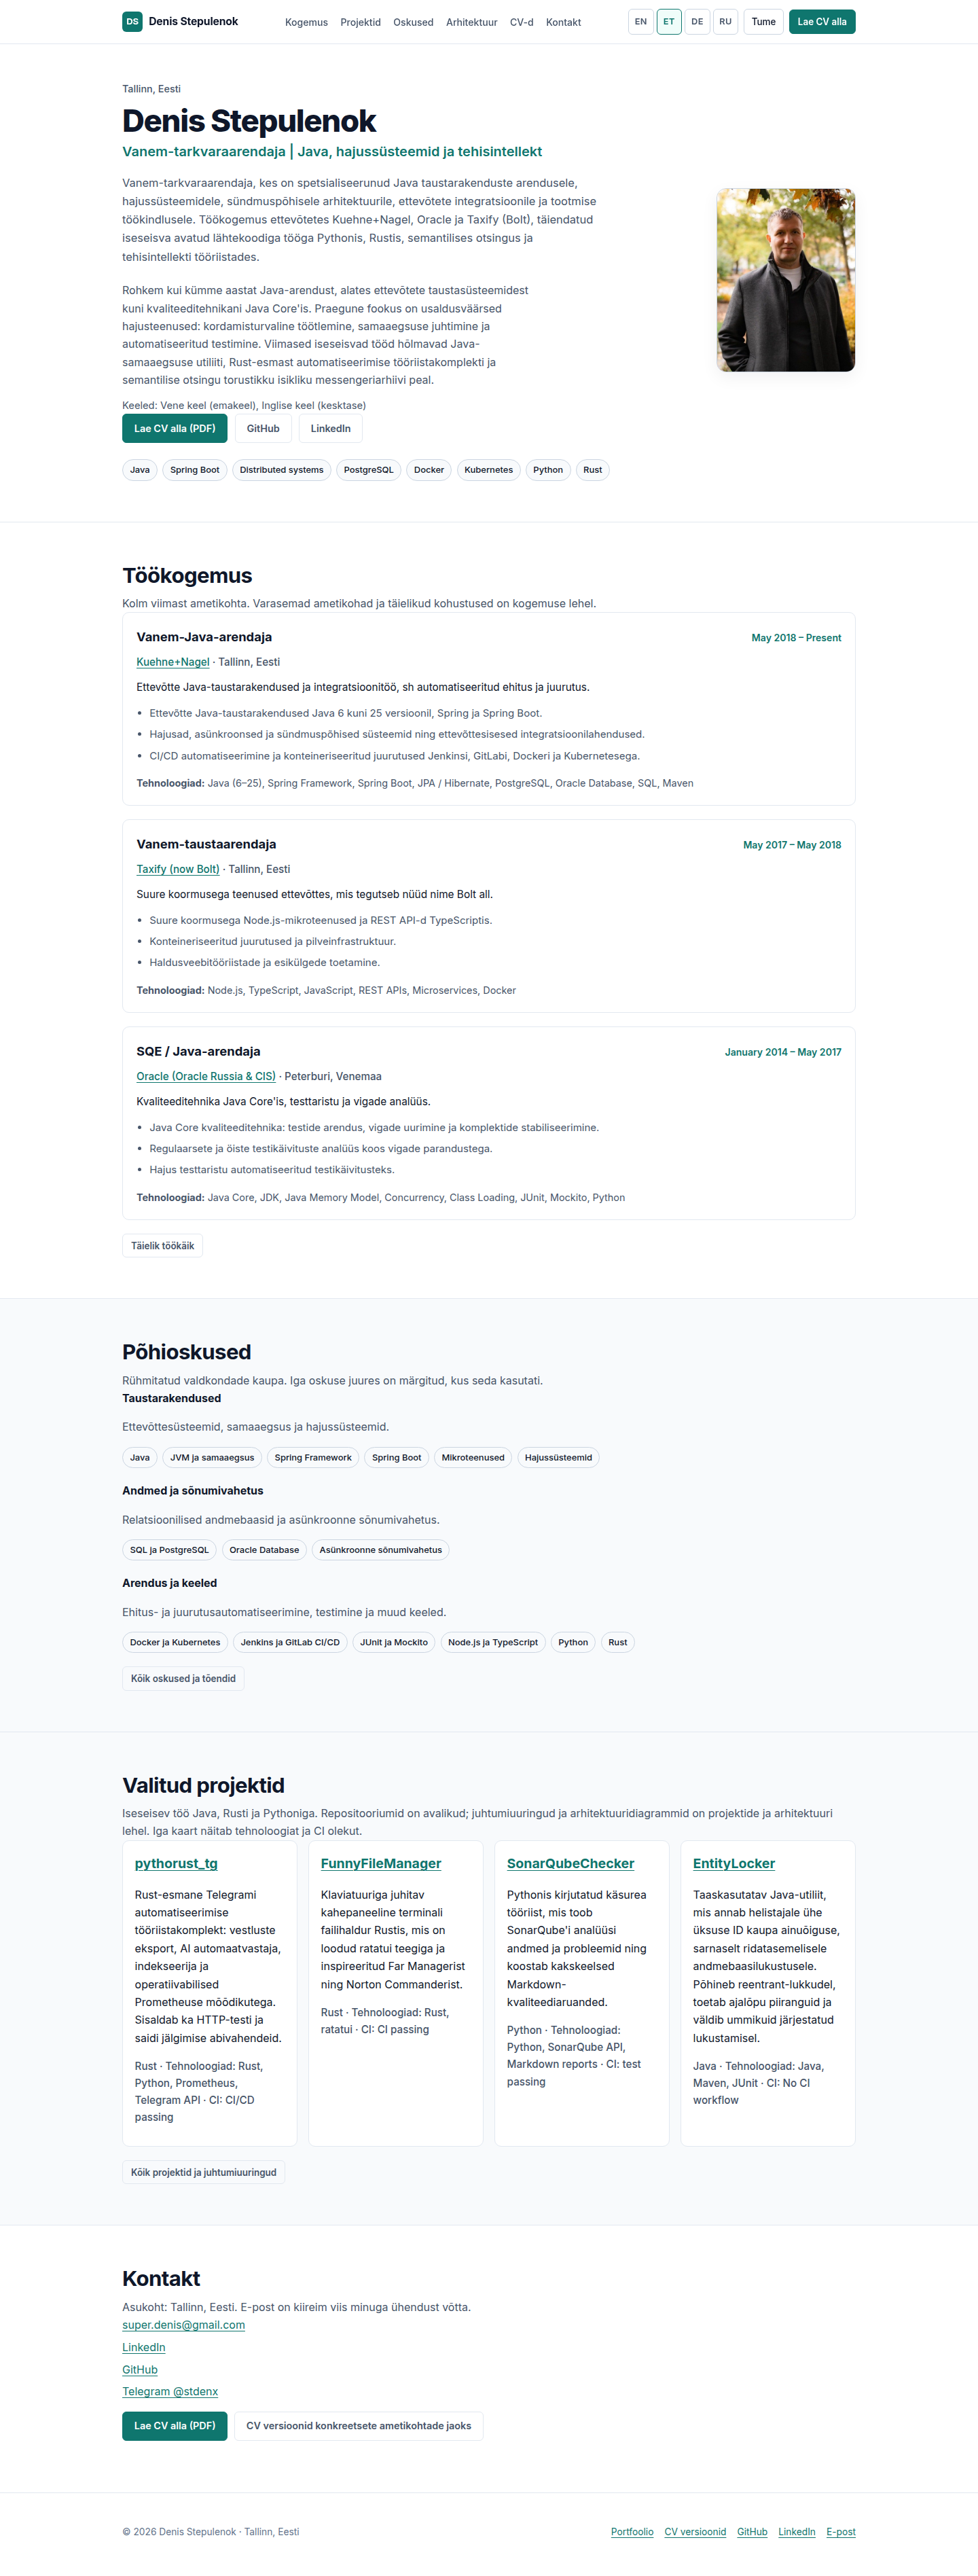 DS Denis Stepulenok Kogemus Projektid Oskused Arhitektuur CV-d Kontakt EN ET DE RU Tume Lae CV alla
Tallinn, Eesti
Denis Stepulenok
Vanem-tarkvaraarendaja | Java, hajussüsteemid ja tehisintellekt
Vanem-tarkvaraarendaja, kes on spetsialiseerunud Java taustarakenduste arendusele,
hajussüsteemidele, sündmuspõhisele arhitektuurile, ettevõtete integratsioonile ja tootmise
töökindlusele. Töökogemus ettevõtetes Kuehne+Nagel, Oracle ja Taxify (Bolt), täiendatud
iseseisva avatud lähtekoodiga tööga Pythonis, Rustis, semantilises otsingus ja
tehisintellekti tööriistades.
Rohkem kui kümme aastat Java-arendust, alates ettevõtete taustasüsteemidest
kuni kvaliteeditehnikani Java Core'is. Praegune fookus on usaldusväärsed
hajusteenused: kordamisturvaline töötlemine, samaaegsuse juhtimine ja
automatiseeritud testimine. Viimased iseseisvad tööd hõlmavad Java-
samaaegsuse utiliiti, Rust-esmast automatiseerimise tööriistakomplekti ja
semantilise otsingu torustikku isikliku messengeriarhiivi peal.
Keeled: Vene keel (emakeel), Inglise keel (kesktase)
Lae CV alla (PDF) GitHub LinkedIn
Java Spring Boot Distributed systems PostgreSQL Docker Kubernetes Python Rust
Töökogemus
Kolm viimast ametikohta. Varasemad ametikohad ja täielikud kohustused on kogemuse lehel.
Vanem-Java-arendaja May 2018 – Present
Kuehne+Nagel · Tallinn, Eesti
Ettevõtte Java-taustarakendused ja integratsioonitöö, sh automatiseeritud ehitus ja juurutus.
• Ettevõtte Java-taustarakendused Java 6 kuni 25 versioonil, Spring ja Spring Boot.
• Hajusad, asünkroonsed ja sündmuspõhised süsteemid ning ettevõttesisesed integratsioonilahendused.
• CI/CD automatiseerimine ja konteineriseeritud juurutused Jenkinsi, GitLabi, Dockeri ja Kubernetesega.
Tehnoloogiad: Java (6–25), Spring Framework, Spring Boot, JPA / Hibernate, PostgreSQL, Oracle Database, SQL, Maven
Vanem-taustaarendaja May 2017 – May 2018
Taxify (now Bolt) · Tallinn, Eesti
Suure koormusega teenused ettevõttes, mis tegutseb nüüd nime Bolt all.
• Suure koormusega Node.js-mikroteenused ja REST API-d TypeScriptis.
• Konteineriseeritud juurutused ja pilveinfrastruktuur.
• Haldusveebitööriistade ja esikülgede toetamine.
Tehnoloogiad: Node.js, TypeScript, JavaScript, REST APIs, Microservices, Docker
SQE / Java-arendaja January 2014 – May 2017
Oracle (Oracle Russia & CIS) · Peterburi, Venemaa
Kvaliteeditehnika Java Core'is, testtaristu ja vigade analüüs.
• Java Core kvaliteeditehnika: testide arendus, vigade uurimine ja komplektide stabiliseerimine.
• Regulaarsete ja öiste testikäivituste analüüs koos vigade parandustega.
• Hajus testtaristu automatiseeritud testikäivitusteks.
Tehnoloogiad: Java Core, JDK, Java Memory Model, Concurrency, Class Loading, JUnit, Mockito, Python
Täielik töökäik
Põhioskused
Rühmitatud valdkondade kaupa. Iga oskuse juures on märgitud, kus seda kasutati.
Taustarakendused
Ettevõttesüsteemid, samaaegsus ja hajussüsteemid.
Java JVM ja samaaegsus Spring Framework Spring Boot Mikroteenused Hajussüsteemid
Andmed ja sõnumivahetus
Relatsioonilised andmebaasid ja asünkroonne sõnumivahetus.
SQL ja PostgreSQL Oracle Database Asünkroonne sõnumivahetus
Arendus ja keeled
Ehitus- ja juurutusautomatiseerimine, testimine ja muud keeled.
Docker ja Kubernetes Jenkins ja GitLab CI/CD JUnit ja Mockito Node.js ja TypeScript Python Rust
Kõik oskused ja tõendid
Valitud projektid
Iseseisev töö Java, Rusti ja Pythoniga. Repositooriumid on avalikud; juhtumiuuringud ja arhitektuuridiagrammid on projektide ja arhitektuuri
lehel. Iga kaart näitab tehnoloogiat ja CI olekut.
pythorust_tg
Rust-esmane Telegrami
automatiseerimise
tööriistakomplekt: vestluste
eksport, AI automaatvastaja,
indekseerija ja
operatiivabilised
Prometheuse mõõdikutega.
Sisaldab ka HTTP-testi ja
saidi jälgimise abivahendeid.
Rust · Tehnoloogiad: Rust,
Python, Prometheus,
Telegram API · CI: CI/CD
passing
FunnyFileManager
Klaviatuuriga juhitav
kahepaneeline terminali
failihaldur Rustis, mis on
loodud ratatui teegiga ja
inspireeritud Far Managerist
ning Norton Commanderist.
Rust · Tehnoloogiad: Rust,
ratatui · CI: CI passing
SonarQubeChecker
Pythonis kirjutatud käsurea
tööriist, mis toob
SonarQube'i analüüsi
andmed ja probleemid ning
koostab kakskeelsed
Markdown-
kvaliteediaruanded.
Python · Tehnoloogiad:
Python, SonarQube API,
Markdown reports · CI: test
passing
EntityLocker
Taaskasutatav Java-utiliit,
mis annab helistajale ühe
üksuse ID kaupa ainuõiguse,
sarnaselt ridatasemelisele
andmebaasilukustusele.
Põhineb reentrant-lukkudel,
toetab ajalõpu piiranguid ja
väldib ummikuid järjestatud
lukustamisel.
Java · Tehnoloogiad: Java,
Maven, JUnit · CI: No CI
workflow
Kõik projektid ja juhtumiuuringud
Kontakt
Asukoht: Tallinn, Eesti. E-post on kiireim viis minuga ühendust võtta.
super.denis@gmail.com
LinkedIn
GitHub
Telegram @stdenx
Lae CV alla (PDF) CV versioonid konkreetsete ametikohtade jaoks
© 2026 Denis Stepulenok · Tallinn, Eesti Portfoolio CV versioonid GitHub LinkedIn E-post